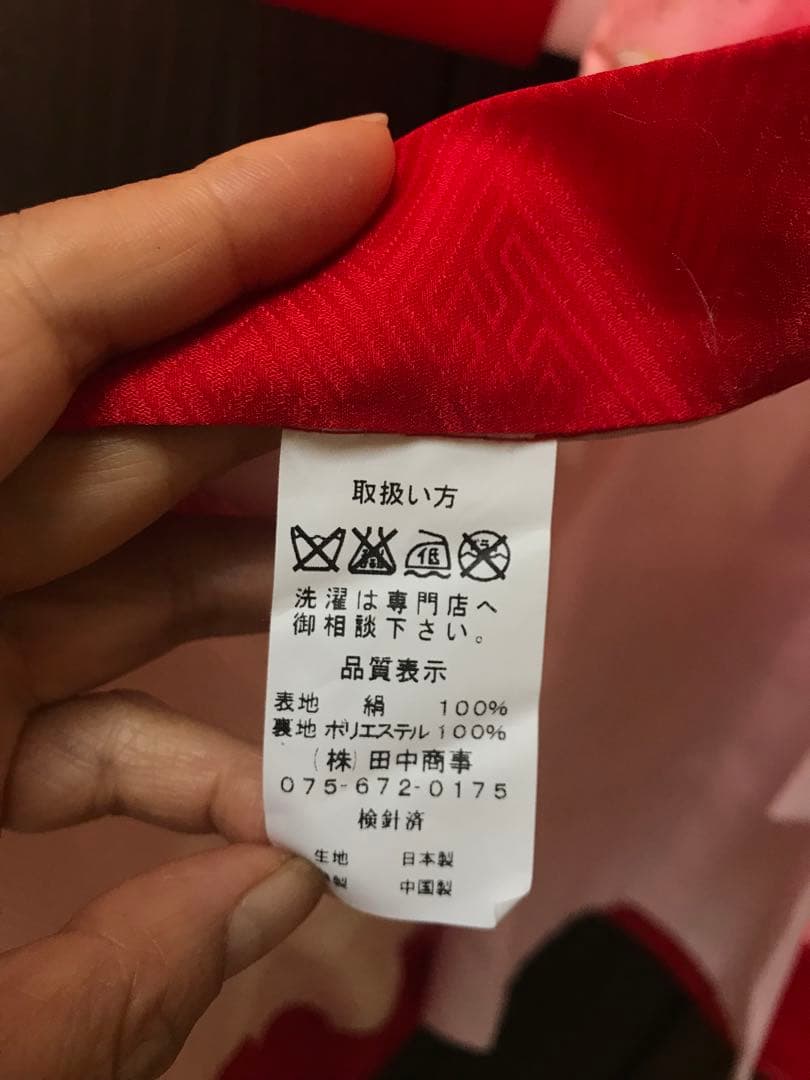 取扱い方
低
洗濯は専門店へ
御相談下さい。
品質表示
表地 絹 100%
裏地 ポリエステル 100%
(株)田中商事
075-672-0175
検針済
生地 日本製
製 中国製